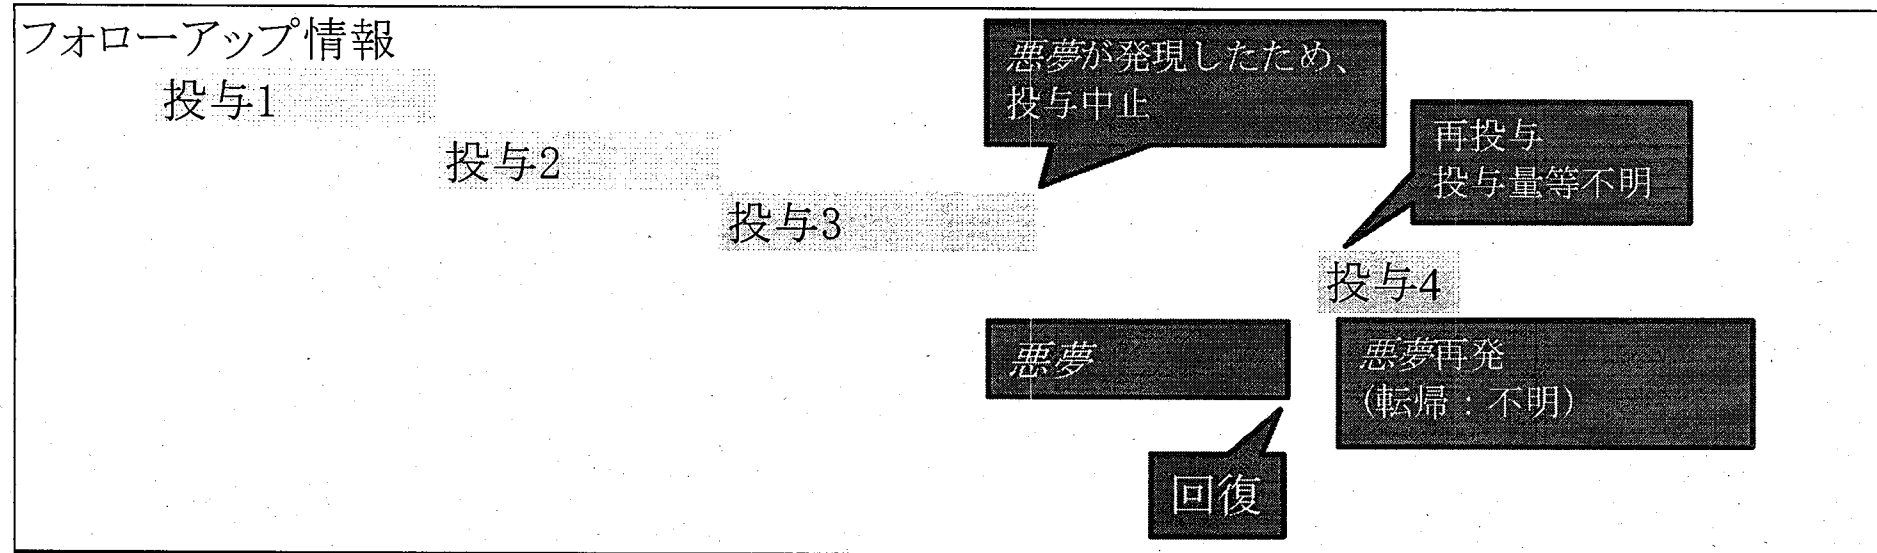 フォローアップ情報
投与1
投与2
投与3
悪夢が発現したため、
投与中止
再投与
投与量等不明
投与4
悪夢
悪夢再発
(転帰：不明)
回復